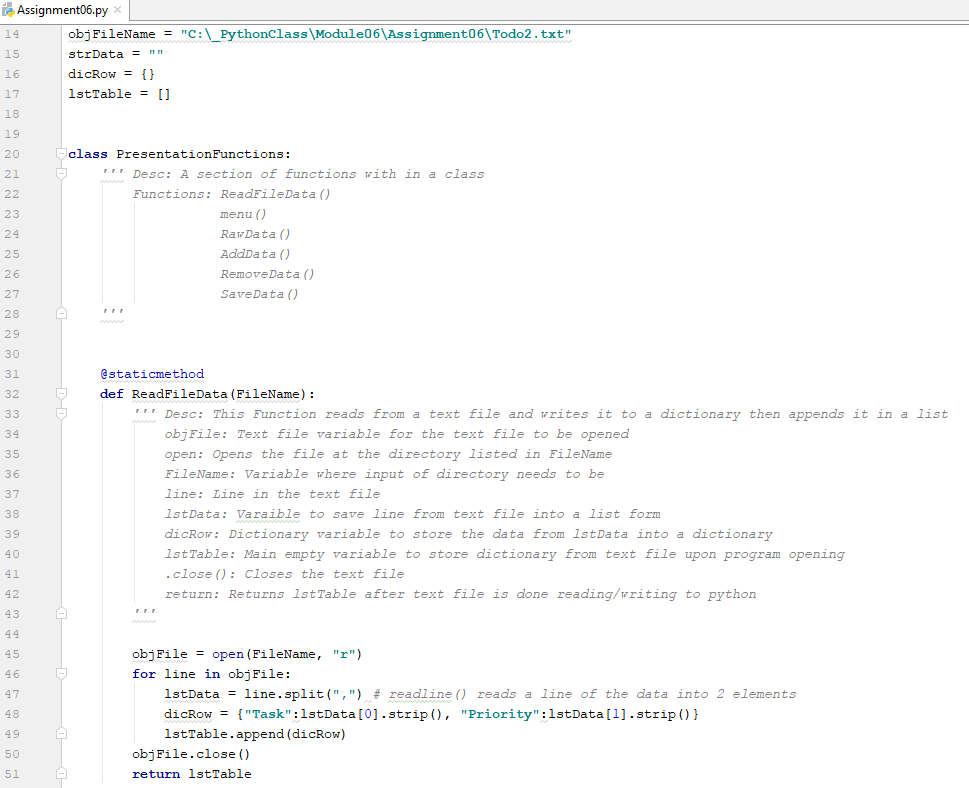 Assignment06.py ×
14 objFileName = "C:\_PythonClass\Module06\Assignment06\Todo2.txt"
15 strData = ""
16 dicRow = {}
17 lstTable = []
18
19
20 class PresentationFunctions:
21 ''' Desc: A section of functions with in a class
22 Functions: ReadFileData()
23 menu()
24 RawData()
25 AddData()
26 RemoveData()
27 SaveData()
28 '''
29
30
31 @staticmethod
32 def ReadFileData(FileName):
33 ''' Desc: This Function reads from a text file and writes it to a dictionary then appends it in a list
34 objFile: Text file variable for the text file to be opened
35 open: Opens the file at the directory listed in FileName
36 FileName: Variable where input of directory needs to be
37 line: Line in the text file
38 lstData: Varaible to save line from text file into a list form
39 dicRow: Dictionary variable to store the data from lstData into a dictionary
40 lstTable: Main empty variable to store dictionary from text file upon program opening
41 .close(): Closes the text file
42 return: Returns lstTable after text file is done reading/writing to python
43 '''
44
45 objFile = open(FileName, "r")
46 for line in objFile:
47 lstData = line.split(",") # readline() reads a line of the data into 2 elements
48 dicRow = {"Task":lstData[0].strip(), "Priority":lstData[1].strip()}
49 lstTable.append(dicRow)
50 objFile.close()
51 return lstTable